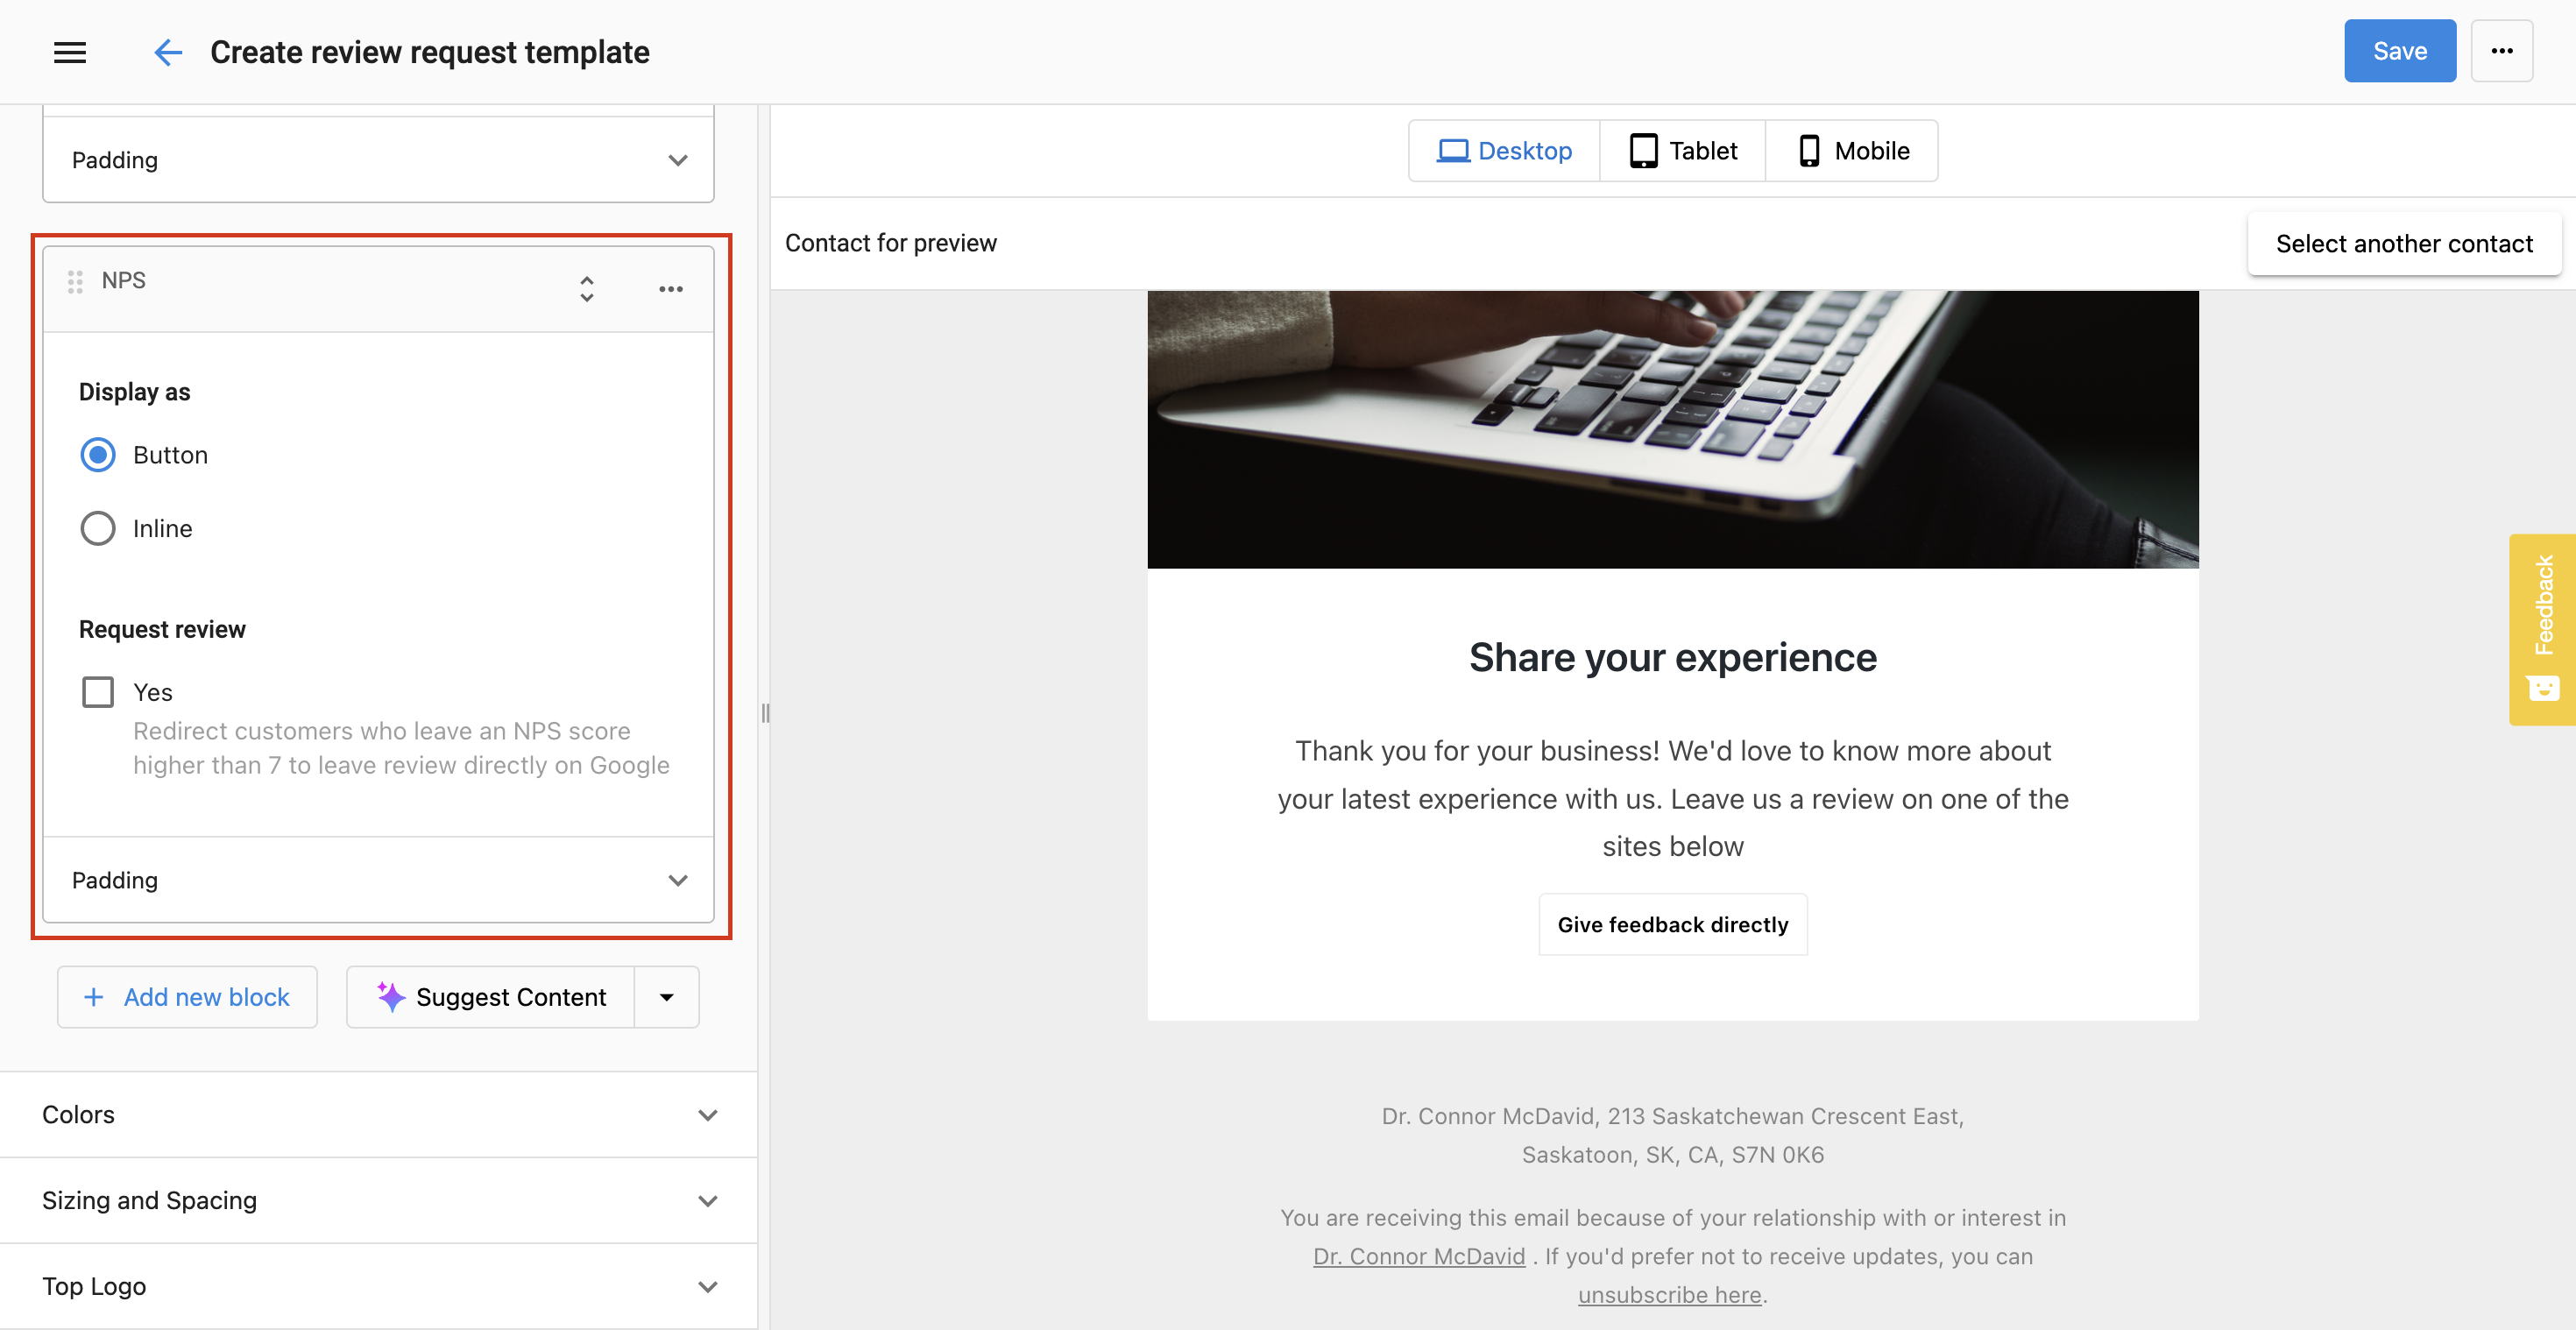 Create review request template
Save
Padding
NPS
Display as
Button
Inline
Request review
Yes
Redirect customers who leave an NPS score
higher than 7 to leave review directly on Google
Padding
Add new block
Suggest Content
Colors
Sizing and Spacing
Top Logo
Desktop
Tablet
Mobile
Contact for preview
Select another contact
Share your experience
Thank you for your business! We'd love to know more about
your latest experience with us. Leave us a review on one of the
sites below
Give feedback directly
Dr. Connor McDavid, 213 Saskatchewan Crescent East,
Saskatoon, SK, CA, S7N 0K6
You are receiving this email because of your relationship with or interest in
Dr. Connor McDavid . If you'd prefer not to receive updates, you can
unsubscribe here.
Feedback